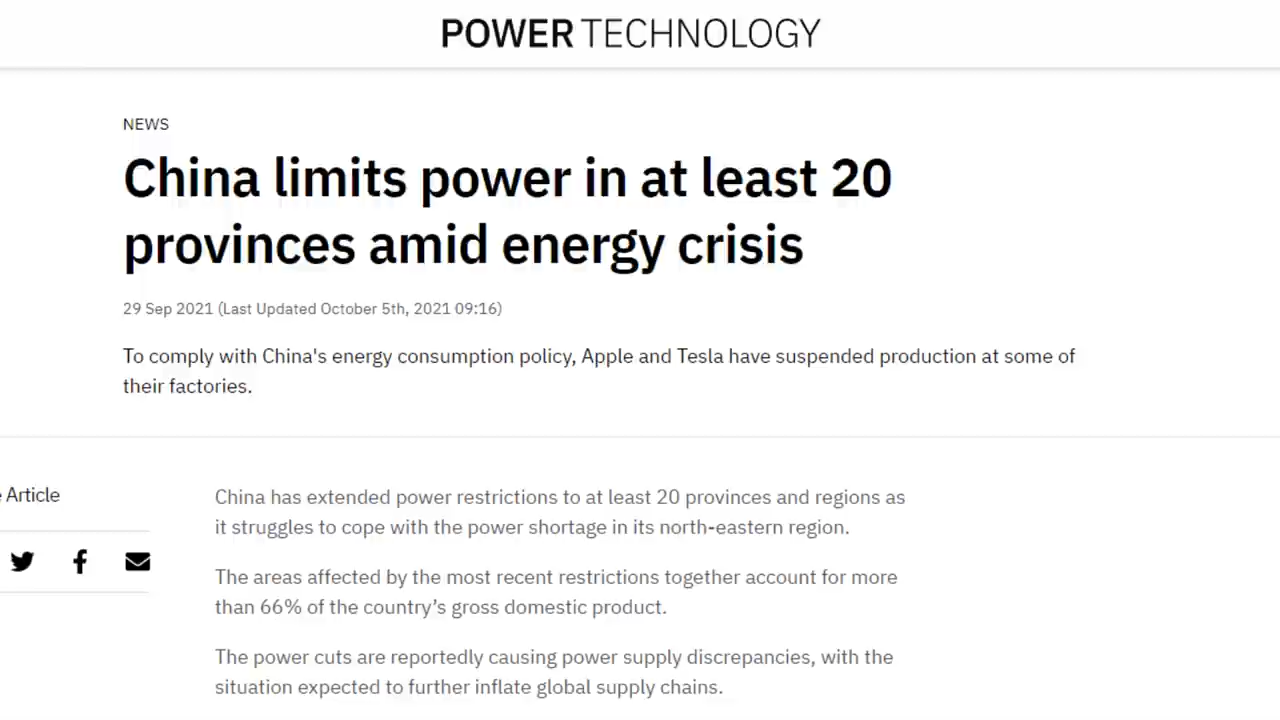 POWER TECHNOLOGY
NEWS
China limits power in at least 20
provinces amid energy crisis
29 Sep 2021 (Last Updated October 5th, 2021 09:16)
To comply with China's energy consumption policy, Apple and Tesla have suspended production at some of
their factories.
Article
China has extended power restrictions to at least 20 provinces and regions as
it struggles to cope with the power shortage in its north-eastern region.
The areas affected by the most recent restrictions together account for more
than 66% of the country’s gross domestic product.
The power cuts are reportedly causing power supply discrepancies, with the
situation expected to further inflate global supply chains.